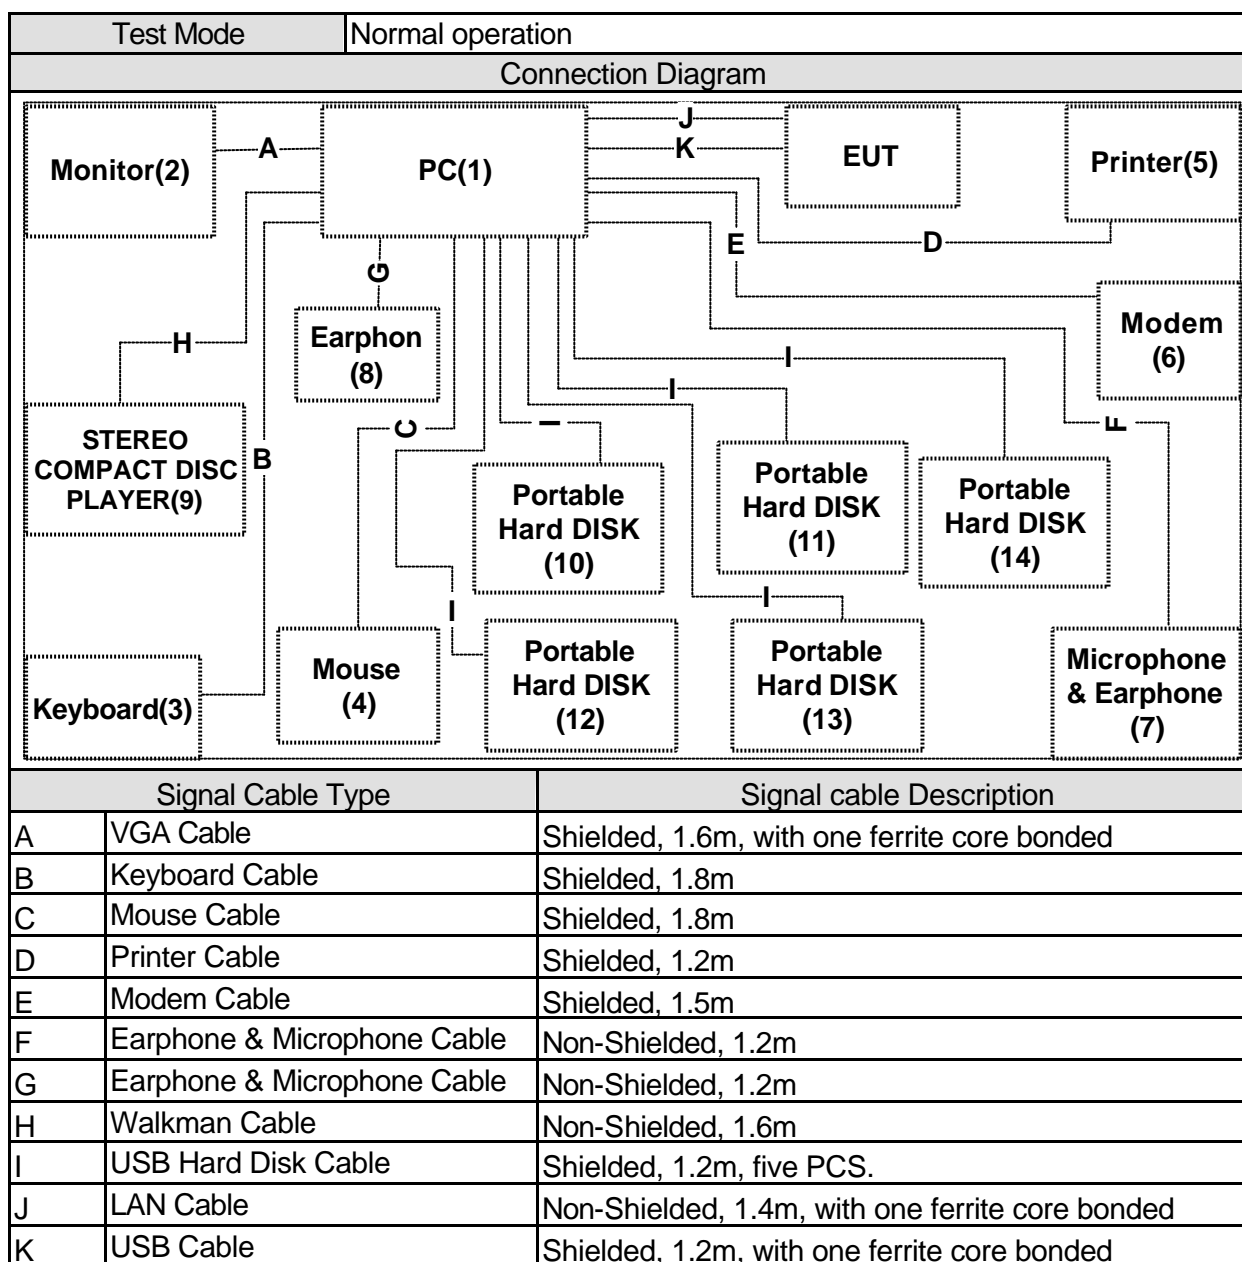 Test Mode Normal operation
Connection Diagram
Monitor(2)
A
PC(1)
J
K
EUT
Printer(5)
E
D
G
H
Earphon
(8)
Modem
(6)
I
I
STEREO
COMPACT DISC
PLAYER(9)
B
C
I
F
Portable
Hard DISK
(10)
Portable
Hard DISK
(11)
Portable
Hard DISK
(14)
I
I
Keyboard(3)
Mouse
(4)
Portable
Hard DISK
(12)
Portable
Hard DISK
(13)
Microphone
& Earphone
(7)
Signal Cable Type Signal cable Description
A VGA Cable Shielded, 1.6m, with one ferrite core bonded
B Keyboard Cable Shielded, 1.8m
C Mouse Cable Shielded, 1.8m
D Printer Cable Shielded, 1.2m
E Modem Cable Shielded, 1.5m
F Earphone & Microphone Cable Non-Shielded, 1.2m
G Earphone & Microphone Cable Non-Shielded, 1.2m
H Walkman Cable Non-Shielded, 1.6m
I USB Hard Disk Cable Shielded, 1.2m, five PCS.
J LAN Cable Non-Shielded, 1.4m, with one ferrite core bonded
K USB Cable Shielded, 1.2m, with one ferrite core bonded